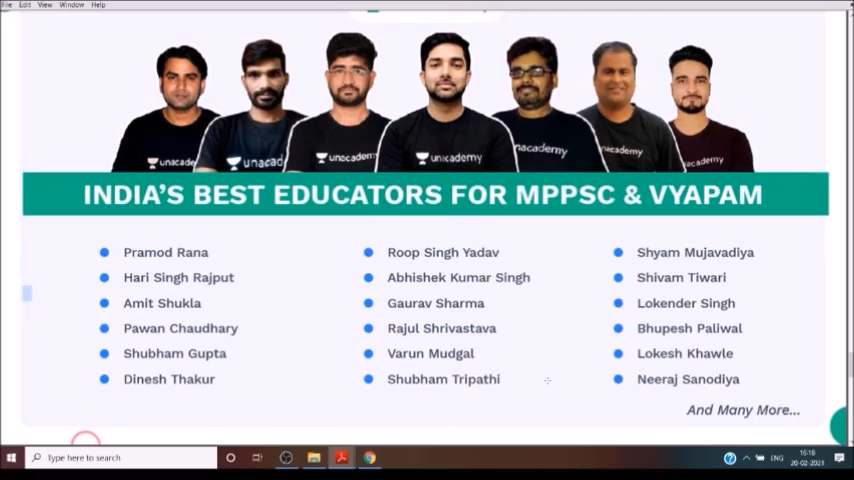 File Edit View Window Help
unacademy unacademy unacademy unacademy unacademy unacademy unacademy
INDIA'S BEST EDUCATORS FOR MPPSC & VYAPAM
Pramod Rana Roop Singh Yadav Shyam Mujavadiya
Hari Singh Rajput Abhishek Kumar Singh Shivam Tiwari
Amit Shukla Gaurav Sharma Lokender Singh
Pawan Chaudhary Rajul Shrivastava Bhupesh Paliwal
Shubham Gupta Varun Mudgal Lokesh Khawle
Dinesh Thakur Shubham Tripathi Neeraj Sanodiya
And Many More...
Type here to search ENG 16:18
20-02-2021